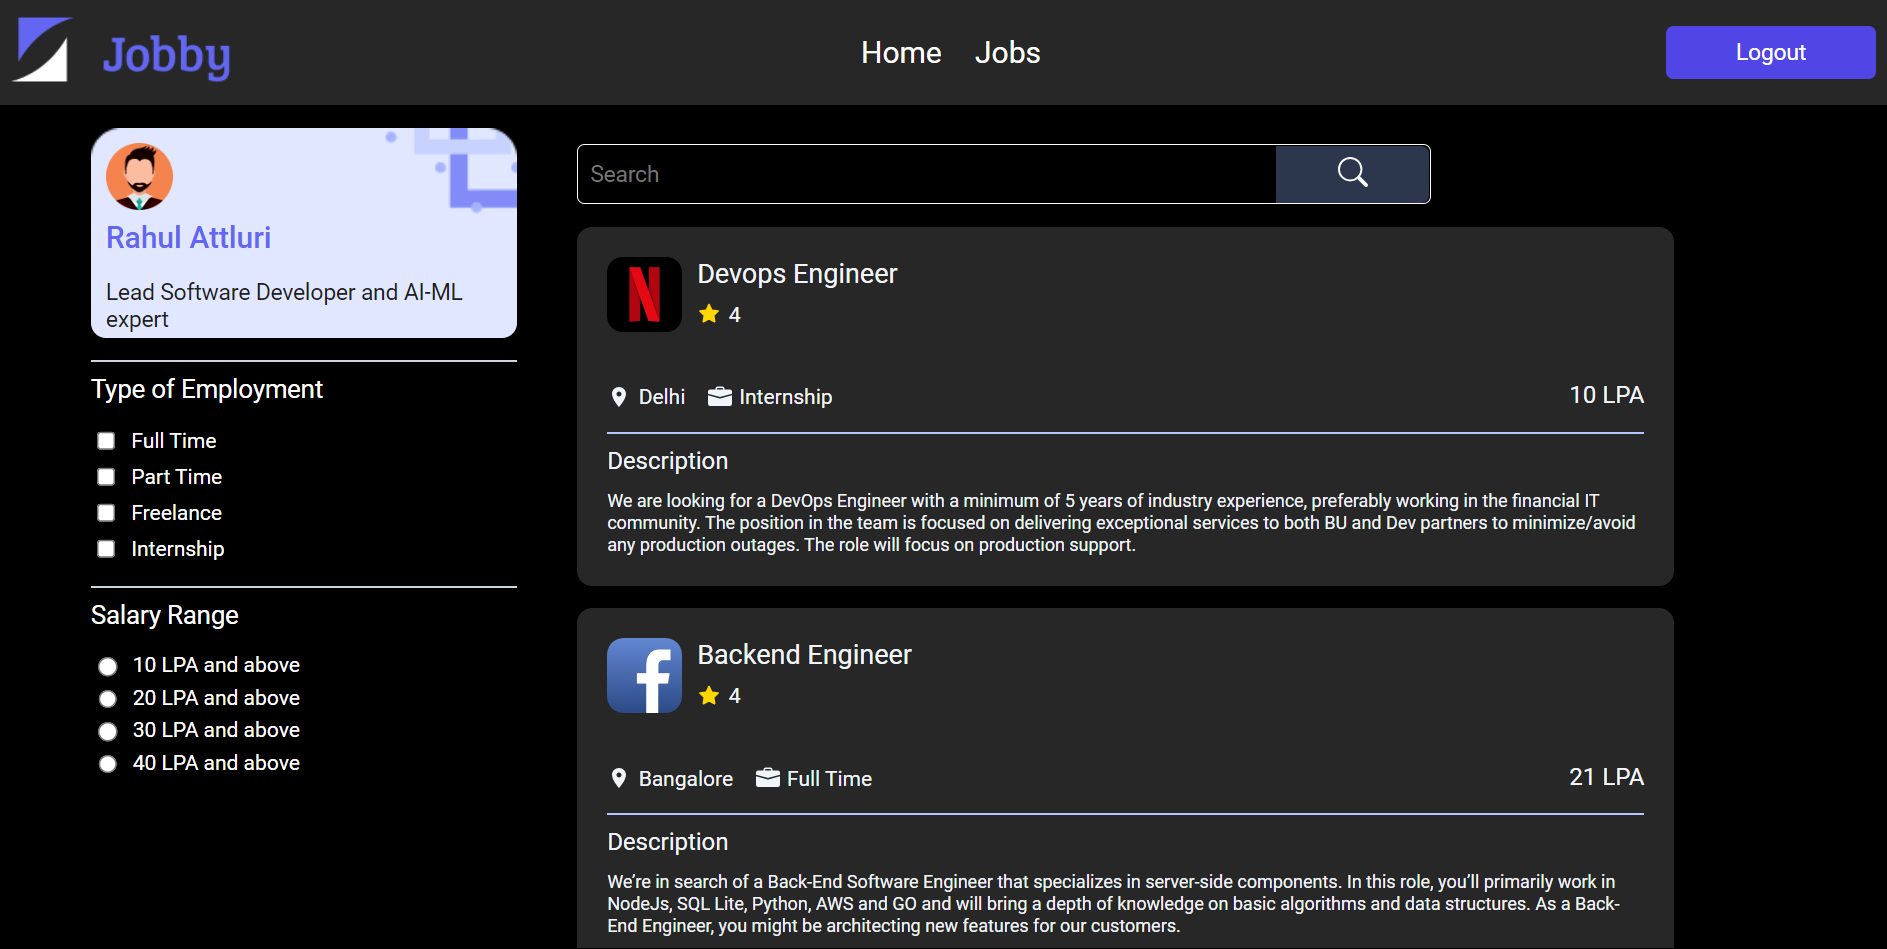 Jobby
Home Jobs
Logout
Rahul Attluri
Lead Software Developer and AI-ML
expert
Type of Employment
Full Time
Part Time
Freelance
Internship
Salary Range
10 LPA and above
20 LPA and above
30 LPA and above
40 LPA and above
Search
N
Devops Engineer
4
Delhi Internship
10 LPA
Description
We are looking for a DevOps Engineer with a minimum of 5 years of industry experience, preferably working in the financial IT
community. The position in the team is focused on delivering exceptional services to both BU and Dev partners to minimize/avoid
any production outages. The role will focus on production support.
f
Backend Engineer
4
Bangalore Full Time
21 LPA
Description
We’re in search of a Back-End Software Engineer that specializes in server-side components. In this role, you’ll primarily work in
NodeJs, SQL Lite, Python, AWS and GO and will bring a depth of knowledge on basic algorithms and data structures. As a Back-
End Engineer, you might be architecting new features for our customers.